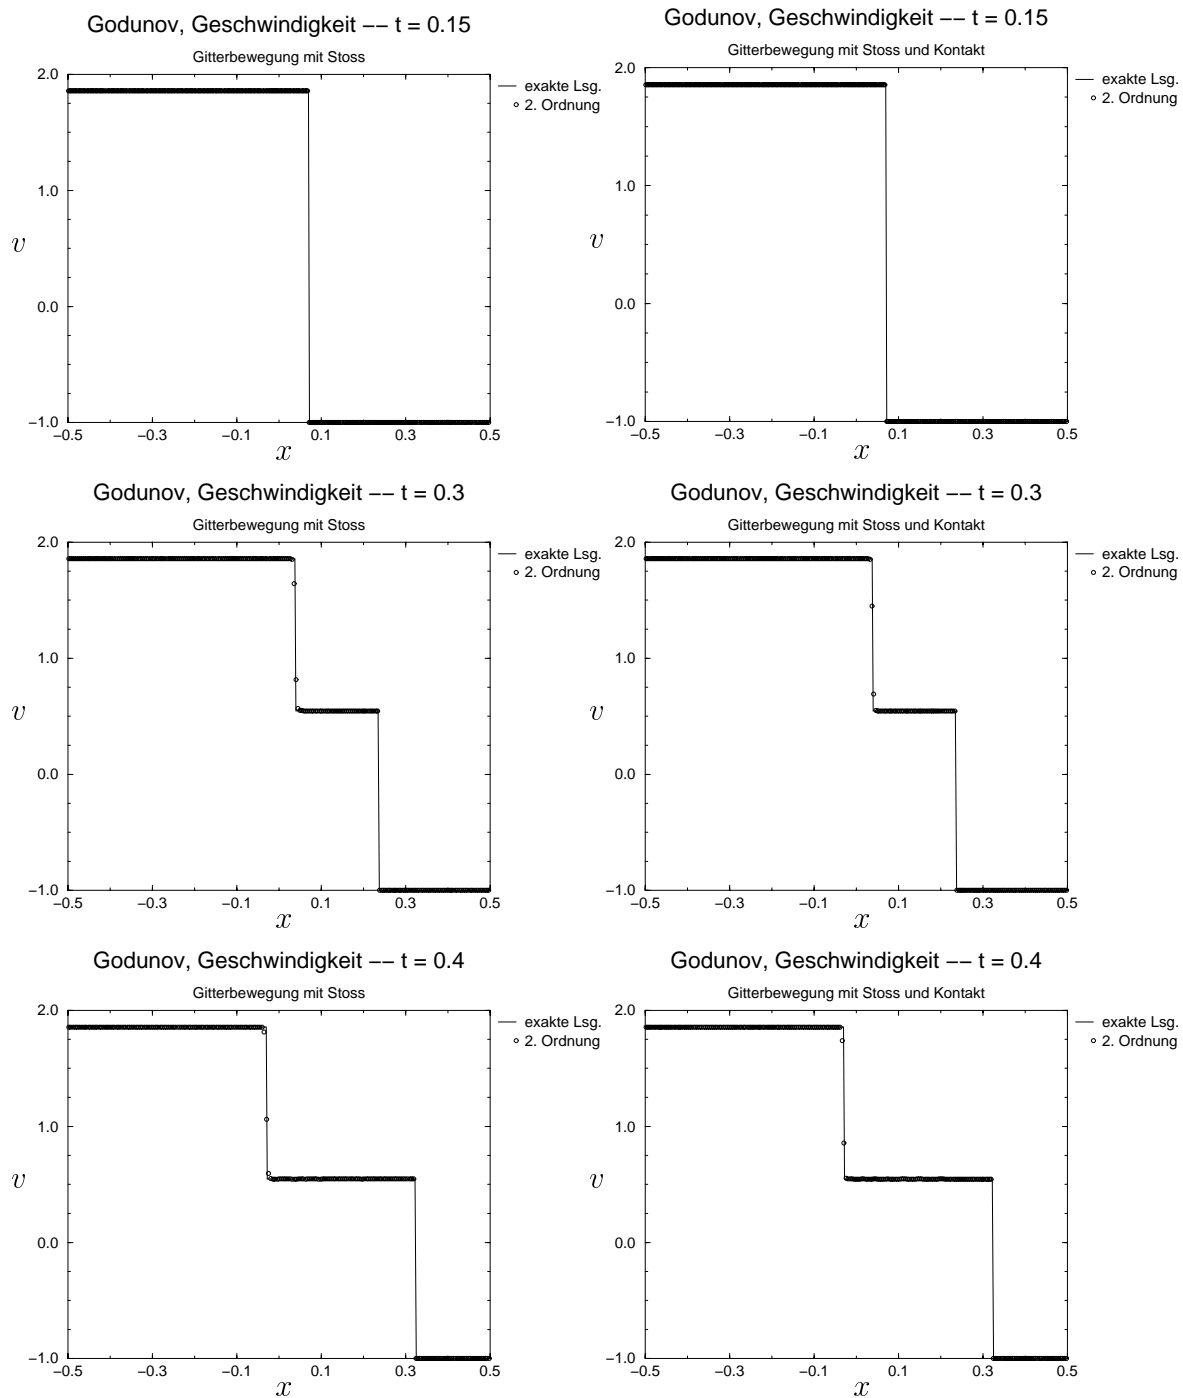 Godunov, Geschwindigkeit –– t = 0.15
Gitterbewegung mit Stoss
2.0
1.0
v
0.0
–1.0
–0.5 –0.3 –0.1 0.1 0.3 0.5
x
exakte Lsg.
2. Ordnung
Godunov, Geschwindigkeit –– t = 0.15
Gitterbewegung mit Stoss und Kontakt
2.0
1.0
v
0.0
–1.0
–0.5 –0.3 –0.1 0.1 0.3 0.5
x
exakte Lsg.
2. Ordnung
Godunov, Geschwindigkeit –– t = 0.3
Gitterbewegung mit Stoss
2.0
1.0
v
0.0
–1.0
–0.5 –0.3 –0.1 0.1 0.3 0.5
x
exakte Lsg.
2. Ordnung
Godunov, Geschwindigkeit –– t = 0.3
Gitterbewegung mit Stoss und Kontakt
2.0
1.0
v
0.0
–1.0
–0.5 –0.3 –0.1 0.1 0.3 0.5
x
exakte Lsg.
2. Ordnung
Godunov, Geschwindigkeit –– t = 0.4
Gitterbewegung mit Stoss
2.0
1.0
v
0.0
–1.0
–0.5 –0.3 –0.1 0.1 0.3 0.5
x
exakte Lsg.
2. Ordnung
Godunov, Geschwindigkeit –– t = 0.4
Gitterbewegung mit Stoss und Kontakt
2.0
1.0
v
0.0
–1.0
–0.5 –0.3 –0.1 0.1 0.3 0.5
x
exakte Lsg.
2. Ordnung